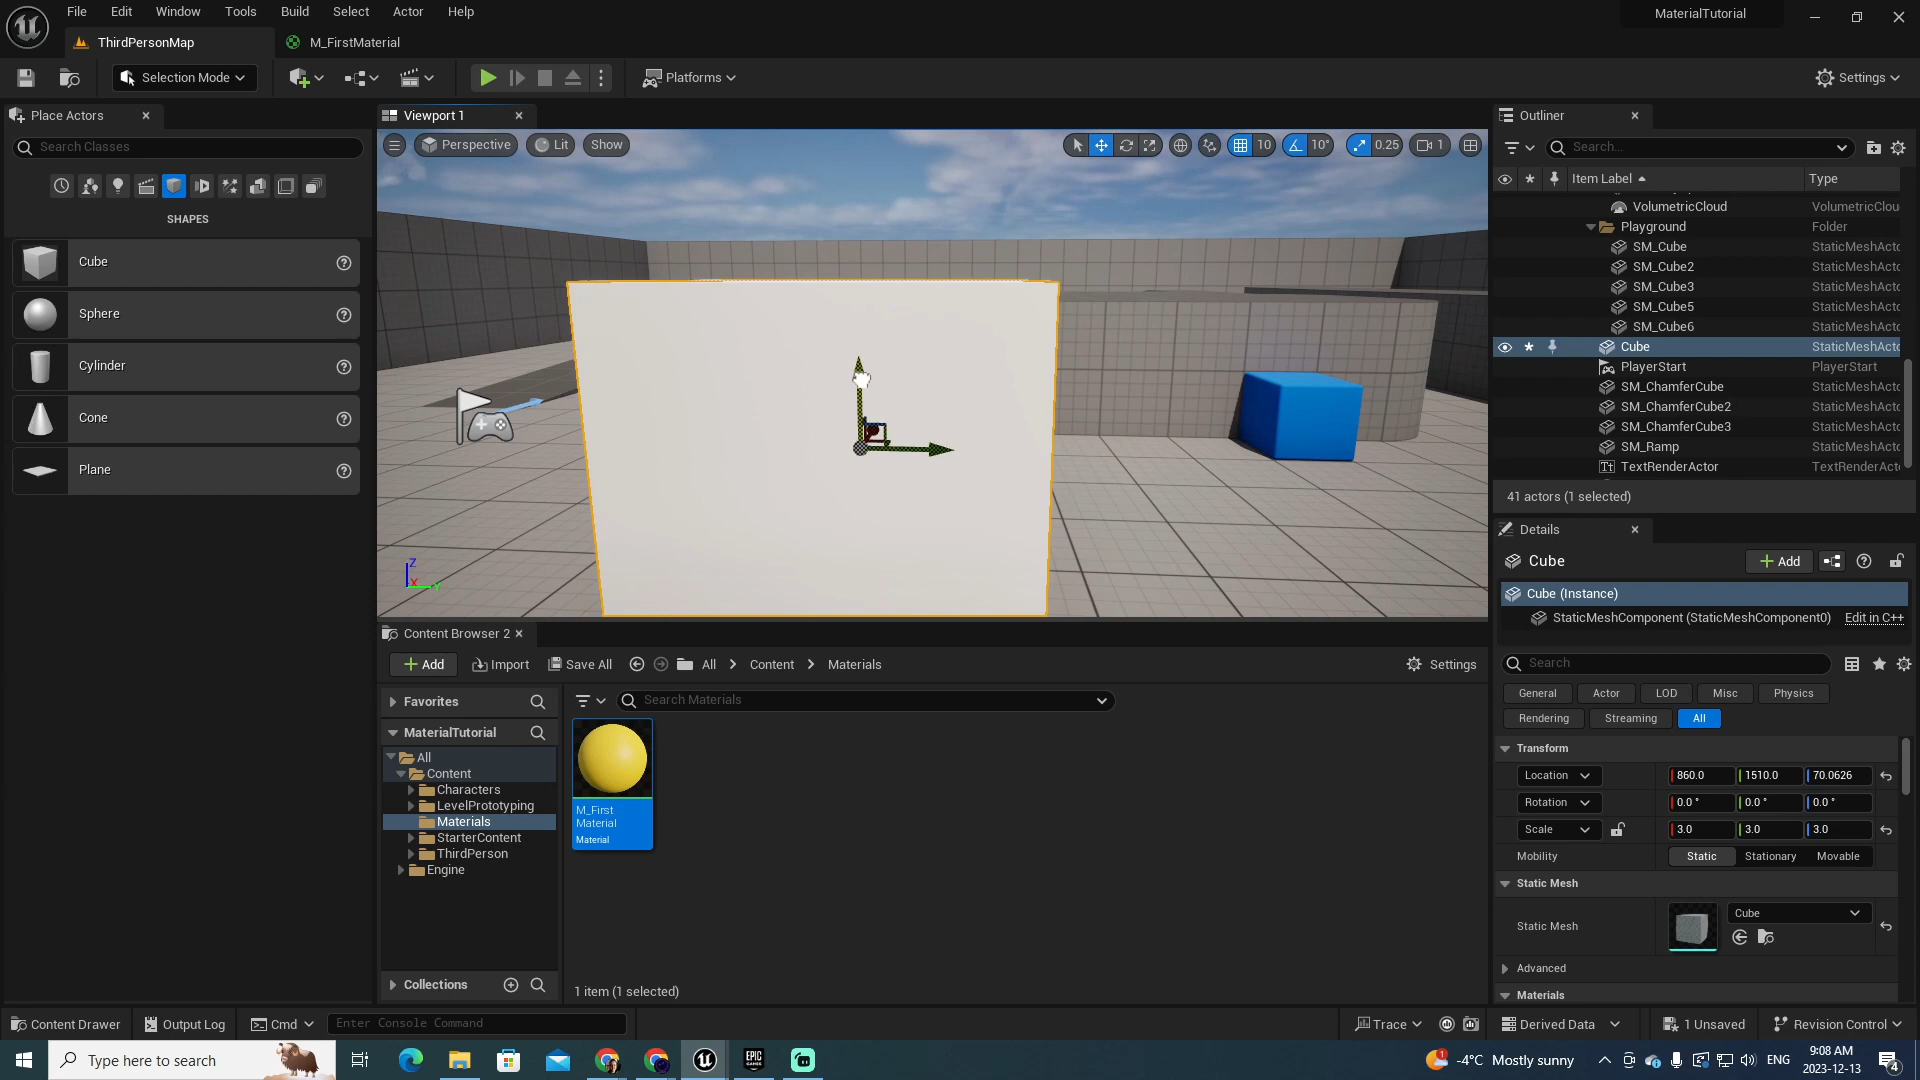 File Edit Window Tools Build Select Actor Help
MaterialTutorial
ThirdPersonMap
M_FirstMaterial
Selection Mode
Platforms
Settings
Place Actors
Search Classes
SHAPES
Cube
Sphere
Cylinder
Cone
Plane
Viewport 1
Perspective
Lit
Show
10
10°
0.25
1
Z
X
Y
Outliner
Search...
Item Label
Type
VolumetricCloud VolumetricClou
Playground Folder
SM_Cube StaticMeshActo
SM_Cube2 StaticMeshActo
SM_Cube3 StaticMeshActo
SM_Cube5 StaticMeshActo
SM_Cube6 StaticMeshActo
Cube StaticMeshActo
PlayerStart PlayerStart
SM_ChamferCube StaticMeshActo
SM_ChamferCube2 StaticMeshActo
SM_ChamferCube3 StaticMeshActo
SM_Ramp StaticMeshActo
Tt TextRenderActor TextRenderActo
41 actors (1 selected)
Details
Cube
Add
Cube (Instance)
StaticMeshComponent (StaticMeshComponent0) Edit in C++
Search
General Actor LOD Misc Physics
Rendering Streaming All
Transform
Location 860.0 1510.0 70.0626
Rotation 0.0 ° 0.0 ° 0.0 °
Scale 3.0 3.0 3.0
Mobility Static Stationary Movable
Static Mesh
Static Mesh
Cube
Advanced
Materials
Content Browser 2
Add
Import
Save All
All
Content
Materials
Settings
Favorites
MaterialTutorial
All
Content
Characters
LevelPrototyping
Materials
StarterContent
ThirdPerson
Engine
Collections
Search Materials
M_First
Material
Material
1 item (1 selected)
Content Drawer
Output Log
Cmd
Enter Console Command
Trace
Derived Data
1 Unsaved
Revision Control
Type here to search
EPIC
GAMES
1
-4°C Mostly sunny
ENG
9:08 AM
2023-12-13
4